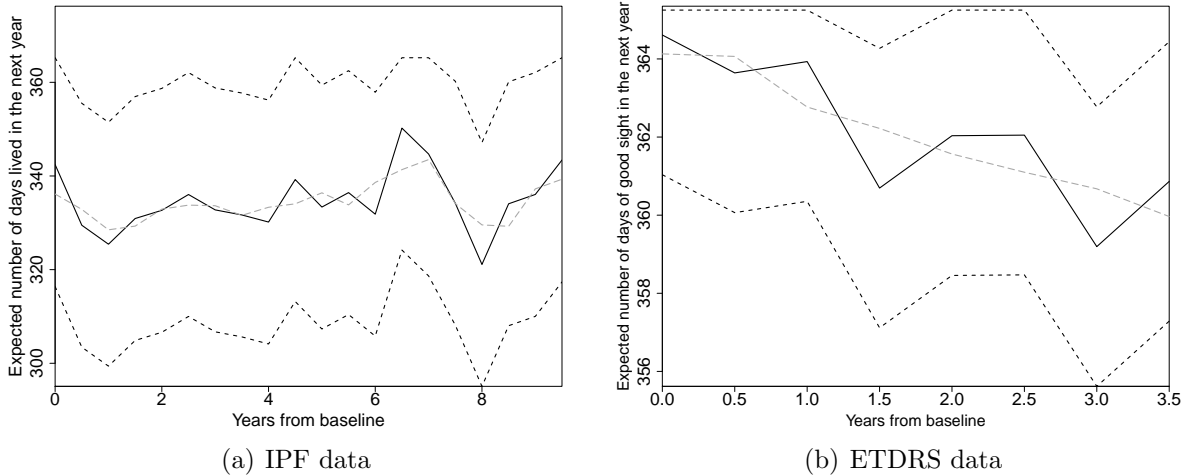 Expected number of days lived in the next year
300 320 340 360
0 2 4 6 8
Years from baseline
(a) IPF data
Expected number of days of good sight in the next year
356 358 360 362 364
0.0 0.5 1.0 1.5 2.0 2.5 3.0 3.5
Years from baseline
(b) ETDRS data